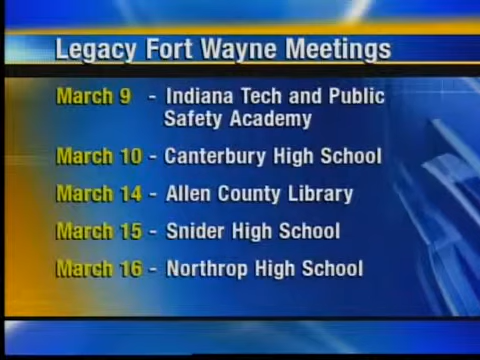 Legacy Fort Wayne Meetings
March 9 - Indiana Tech and Public
Safety Academy
March 10 - Canterbury High School
March 14 - Allen County Library
March 15 - Snider High School
March 16 - Northrop High School